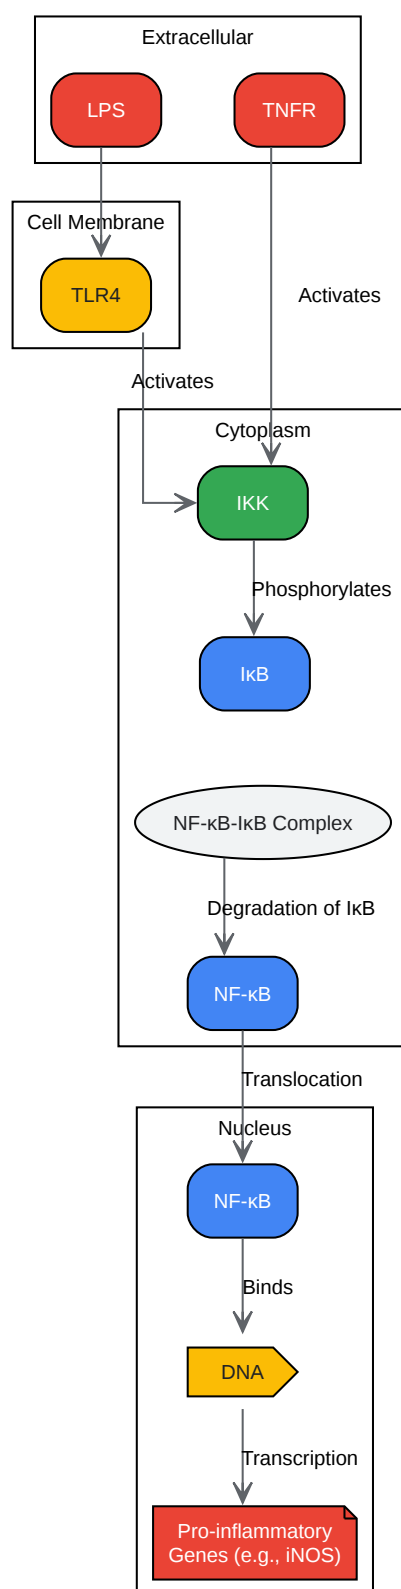 Extracellular
LPS
TNFR
Cell Membrane
TLR4
Activates
Activates
Cytoplasm
IKK
Phosphorylates
IκB
NF-κB-IκB Complex
Degradation of IκB
NF-κB
Translocation
Nucleus
NF-κB
Binds
DNA
Transcription
Pro-inflammatory
Genes (e.g., iNOS)